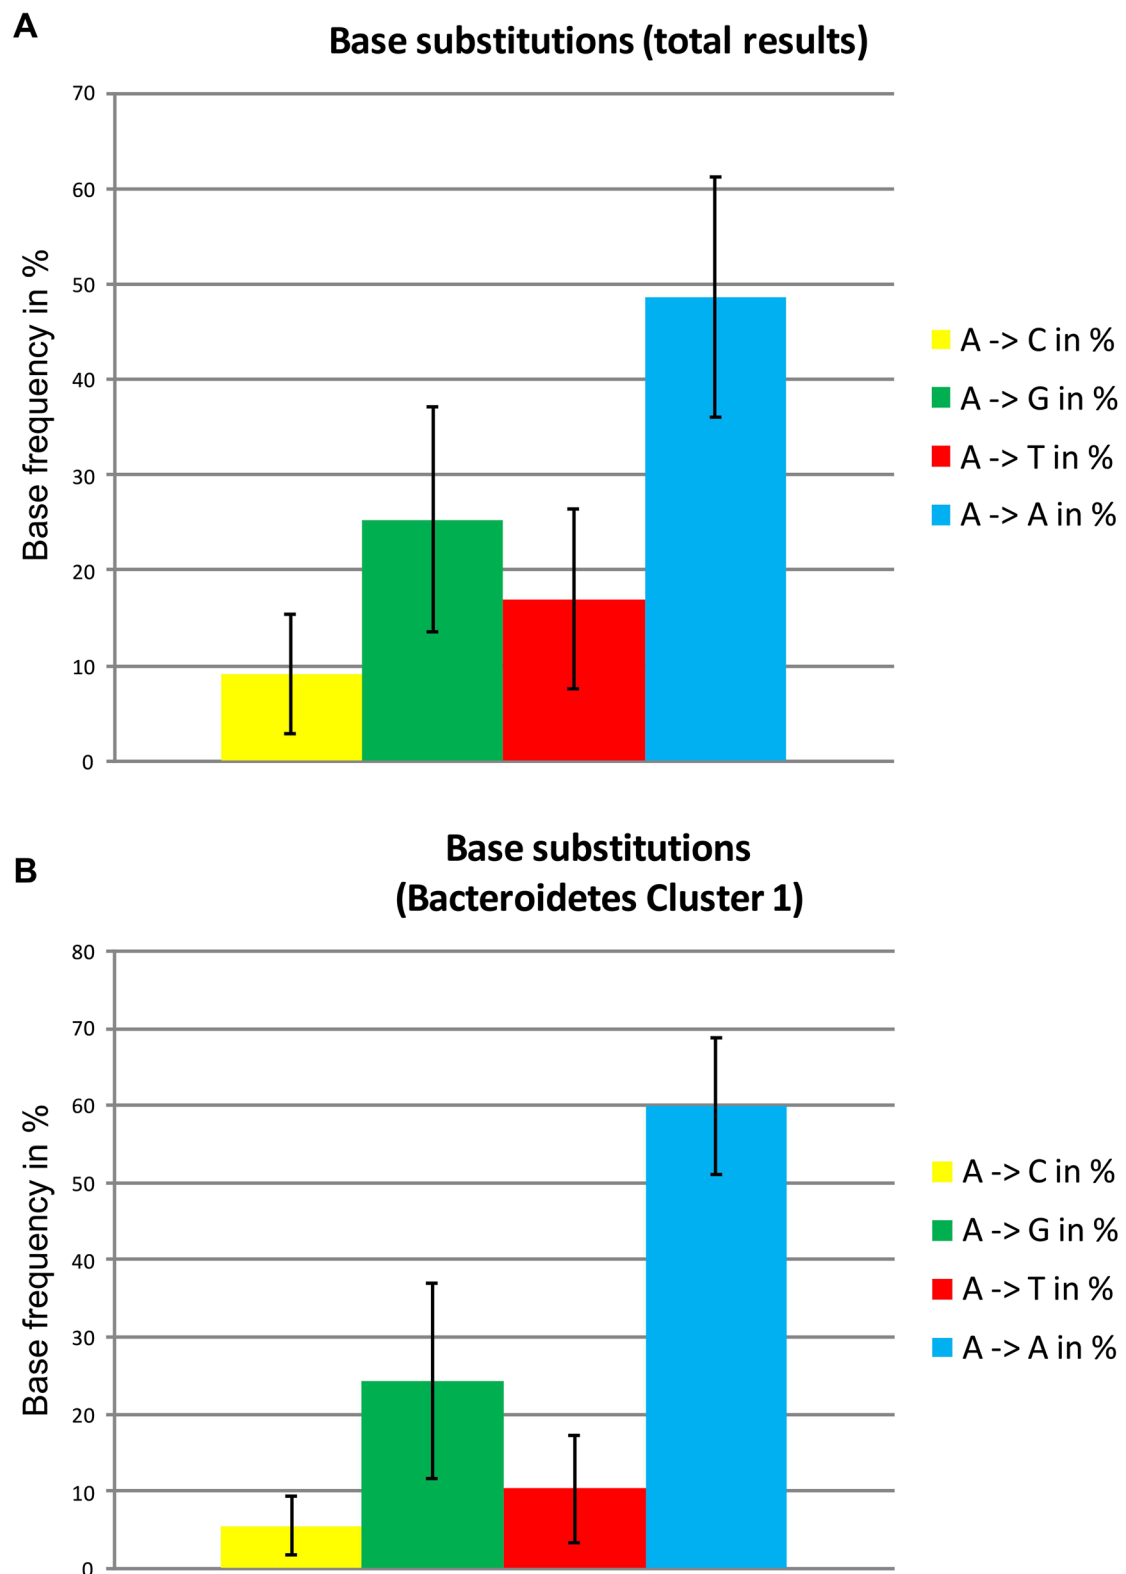 A
Base substitutions (total results)
70
60
50
40
30
20
10
0
Base frequency in %
A -> C in %
A -> G in %
A -> T in %
A -> A in %
B
Base substitutions
(Bacteroidetes Cluster 1)
80
70
60
50
40
30
20
10
0
Base frequency in %
A -> C in %
A -> G in %
A -> T in %
A -> A in %